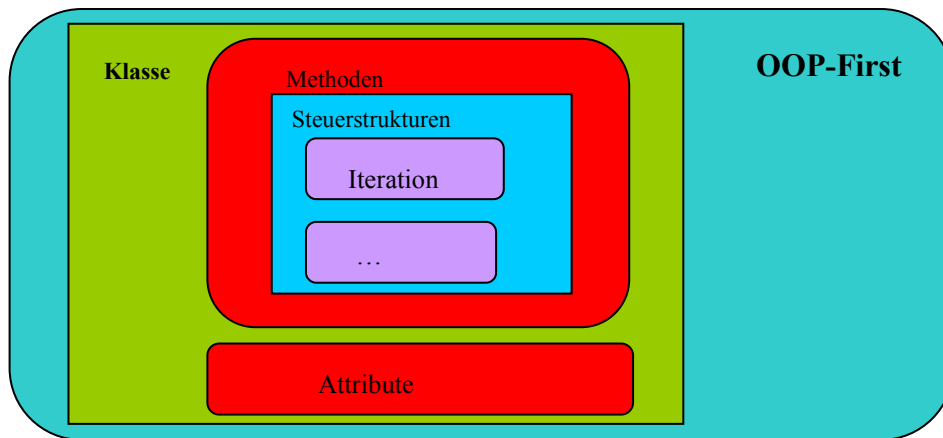 OOP-First
Klasse
Methoden
Steuerstrukturen
Iteration
…
Attribute